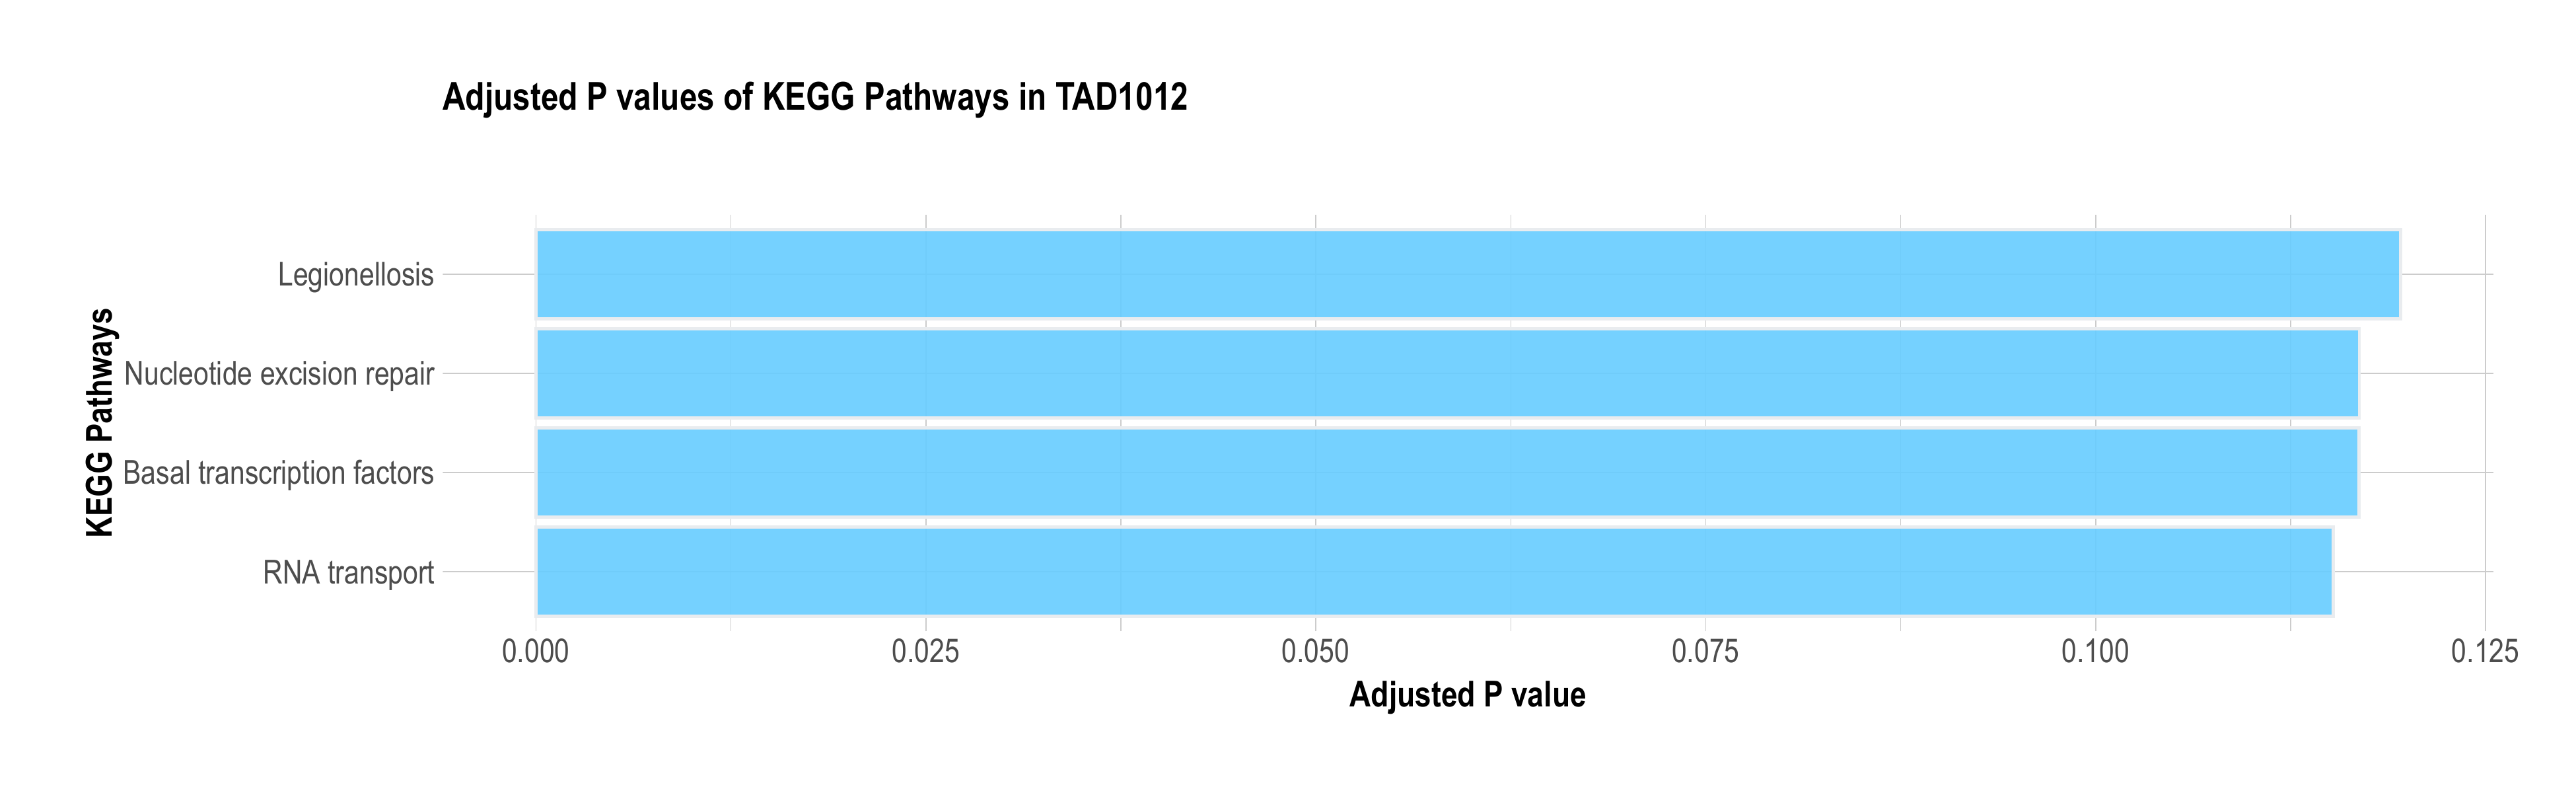 Adjusted P values of KEGG Pathways in TAD1012
KEGG Pathways
Legionellosis
Nucleotide excision repair
Basal transcription factors
RNA transport
0.000
0.025
0.050
0.075
0.100
0.125
Adjusted P value